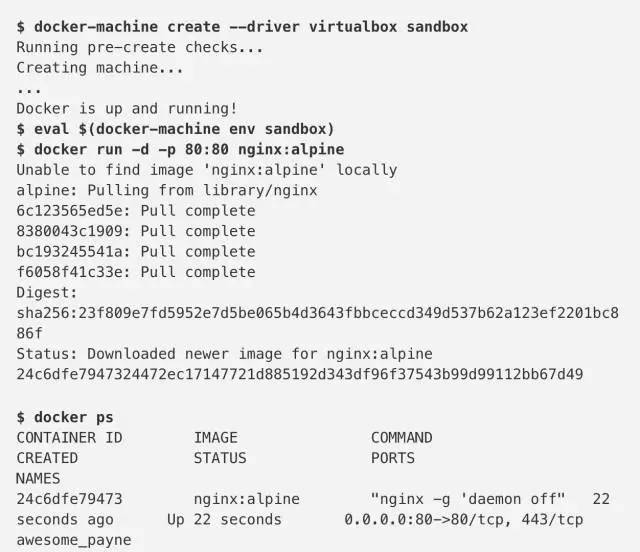 $ docker-machine create --driver virtualbox sandbox
Running pre-create checks...
Creating machine...
...
Docker is up and running!
$ eval $(docker-machine env sandbox)
$ docker run -d -p 80:80 nginx:alpine
Unable to find image 'nginx:alpine' locally
alpine: Pulling from library/nginx
6c123565ed5e: Pull complete
8380043c1909: Pull complete
bc193245541a: Pull complete
f6058f41c33e: Pull complete
Digest:
sha256:23f809e7fd5952e7d5be065b4d3643fbbceccd349d537b62a123ef2201bc8
86f
Status: Downloaded newer image for nginx:alpine
24c6dfe7947324472ec17147721d885192d343df96f37543b99d99112bb67d49

$ docker ps
CONTAINER ID        IMAGE               COMMAND
CREATED             STATUS              PORTS
NAMES
24c6dfe79473        nginx:alpine        "nginx -g 'daemon off"   22
seconds ago      Up 22 seconds       0.0.0.0:80->80/tcp, 443/tcp
awesome_payne